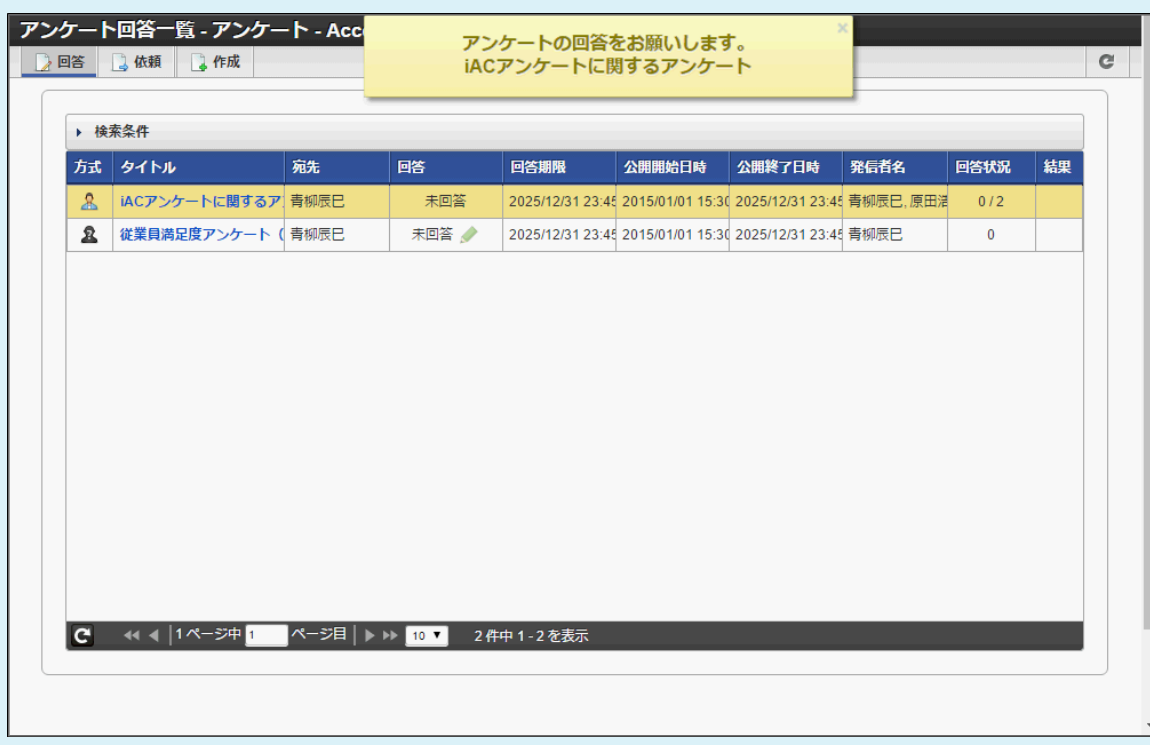 アンケート回答一覧 - アンケート - Acc
アンケートの回答をお願いします。
iACアンケートに関するアンケート
×
回答 依頼 作成
検索条件
方式 タイトル 宛先 回答 回答期限 公開開始日時 公開終了日時 発信者名 回答状況 結果
iACアンケートに関するア 青柳辰巳 未回答 2025/12/31 23:45 2015/01/01 15:30 2025/12/31 23:45 青柳辰巳, 原田浩 0 / 2
従業員満足度アンケート ( 青柳辰巳 未回答 2025/12/31 23:45 2015/01/01 15:30 2025/12/31 23:45 青柳辰巳 0
1 ページ中 1 ページ目 10 ▼ 2 件中 1 - 2 を表示